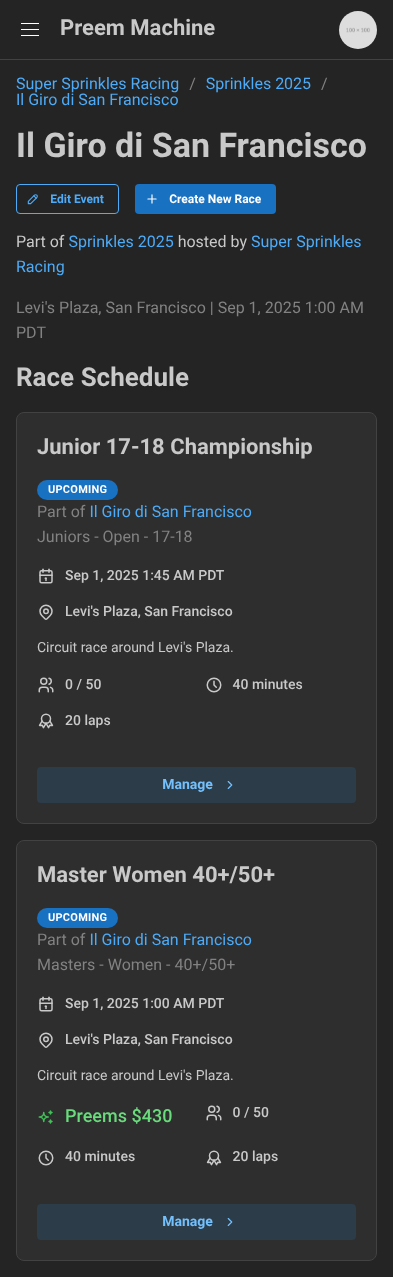 Preem Machine
100 × 100
Super Sprinkles Racing / Sprinkles 2025 /
Il Giro di San Francisco
Il Giro di San Francisco
Edit Event
Create New Race
Part of Sprinkles 2025 hosted by Super Sprinkles
Racing
Levi's Plaza, San Francisco | Sep 1, 2025 1:00 AM
PDT
Race Schedule
Junior 17-18 Championship
UPCOMING
Part of Il Giro di San Francisco
Juniors - Open - 17-18
Sep 1, 2025 1:45 AM PDT
Levi's Plaza, San Francisco
Circuit race around Levi's Plaza.
0 / 50
40 minutes
20 laps
Manage
Master Women 40+/50+
UPCOMING
Part of Il Giro di San Francisco
Masters - Women - 40+/50+
Sep 1, 2025 1:00 AM PDT
Levi's Plaza, San Francisco
Circuit race around Levi's Plaza.
Preems $430
0 / 50
40 minutes
20 laps
Manage